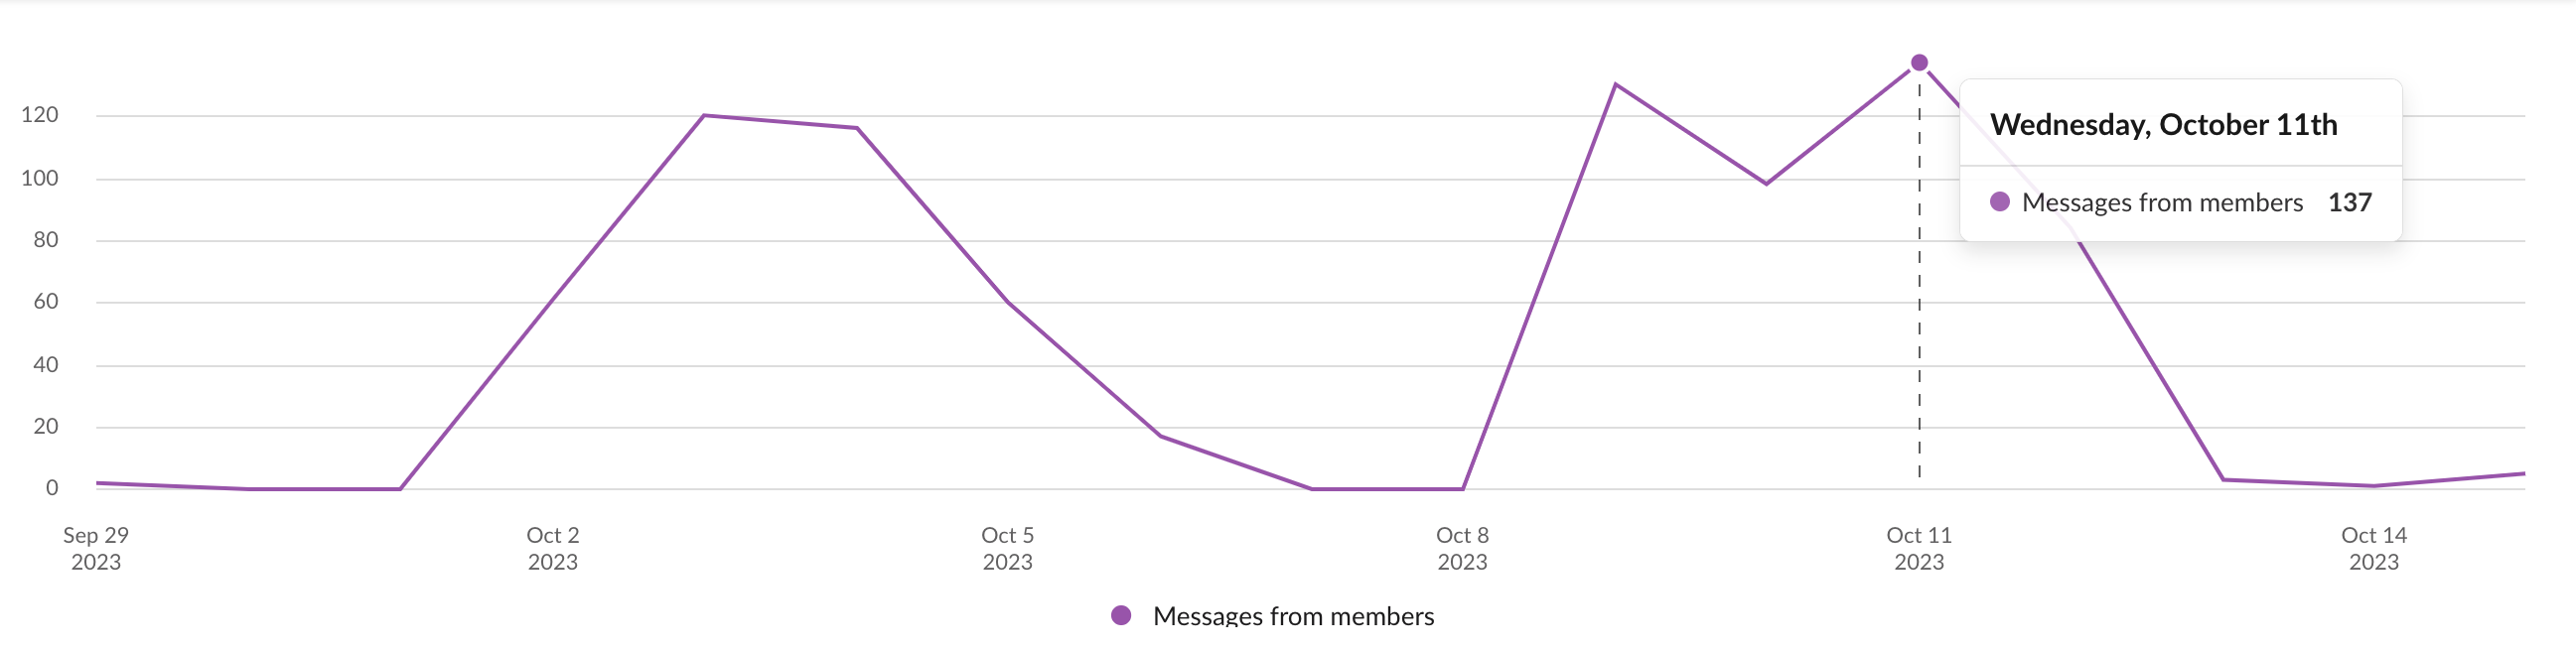 120
100
80
60
40
20
0
Wednesday, October 11th
Messages from members 137
Sep 29
2023
Oct 2
2023
Oct 5
2023
Oct 8
2023
Oct 11
2023
Oct 14
2023
Messages from members